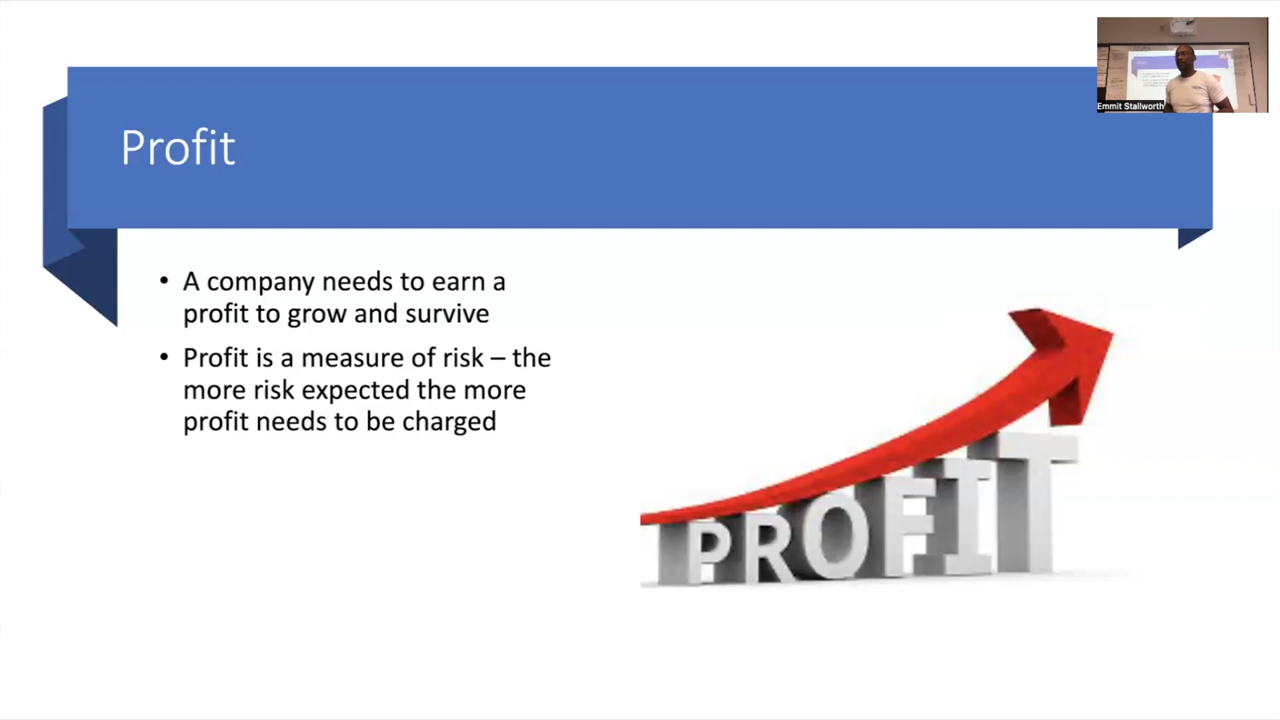 Emmit Stallworth
Profit
• A company needs to earn a
profit to grow and survive
• Profit is a measure of risk – the
more risk expected the more
profit needs to be charged
PROFIT